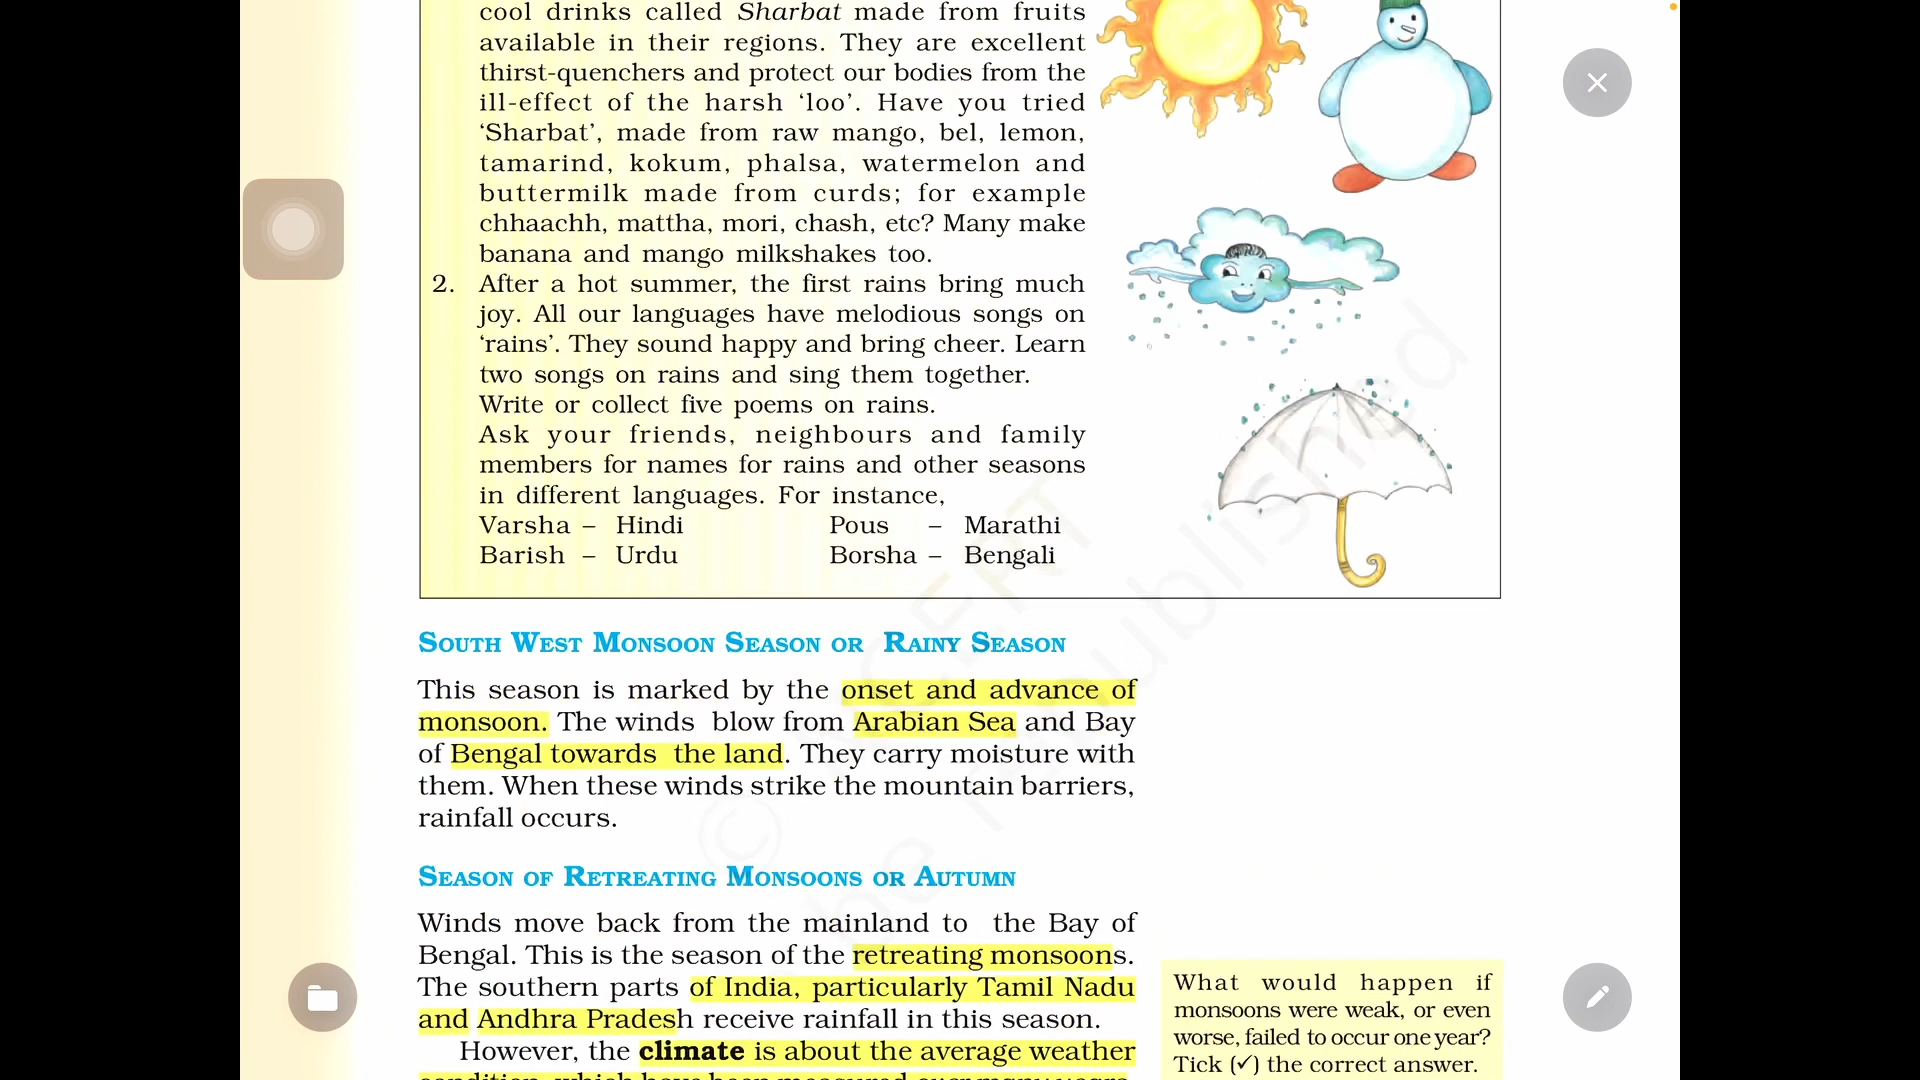 cool drinks called Sharbat made from fruits
available in their regions. They are excellent
thirst-quenchers and protect our bodies from the
ill-effect of the harsh ‘loo’. Have you tried
‘Sharbat’, made from raw mango, bel, lemon,
tamarind, kokum, phalsa, watermelon and
buttermilk made from curds; for example
chhaachh, mattha, mori, chash, etc? Many make
banana and mango milkshakes too.
2. After a hot summer, the first rains bring much
joy. All our languages have melodious songs on
‘rains’. They sound happy and bring cheer. Learn
two songs on rains and sing them together.
Write or collect five poems on rains.
Ask your friends, neighbours and family
members for names for rains and other seasons
in different languages. For instance,
Varsha – Hindi Pous – Marathi
Barish – Urdu Borsha – Bengali
SOUTH WEST MONSOON SEASON OR RAINY SEASON
This season is marked by the onset and advance of
monsoon. The winds blow from Arabian Sea and Bay
of Bengal towards the land. They carry moisture with
them. When these winds strike the mountain barriers,
rainfall occurs.
SEASON OF RETREATING MONSOONS OR AUTUMN
Winds move back from the mainland to the Bay of
Bengal. This is the season of the retreating monsoons.
The southern parts of India, particularly Tamil Nadu
and Andhra Pradesh receive rainfall in this season.
However, the climate is about the average weather
condition, which have been measured over many years.
What would happen if
monsoons were weak, or even
worse, failed to occur one year?
Tick (✓) the correct answer.